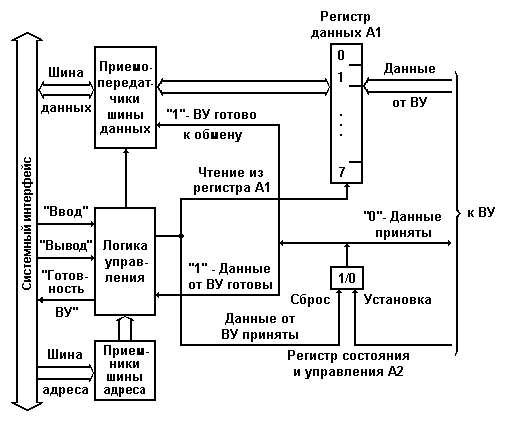 Регистр
данных А1
Шина
данных
Приемо-
передат-
чики
шины
данных
0
1
.
.
.
7
Данные
от ВУ
"1"- ВУ готово
к обмену
Чтение из
регистра А1
Системный интерфейс
"Ввод"
"Вывод"
"Готов-
ность
ВУ"
Логика
управ-
ления
"1" - Данные
от ВУ готовы
"0"- Данные
приняты
к ВУ
1/0
Сброс
Установка
Данные от
ВУ приняты
Шина
адреса
Прием-
ники
шины
адреса
Регистр состояния
и управления А2